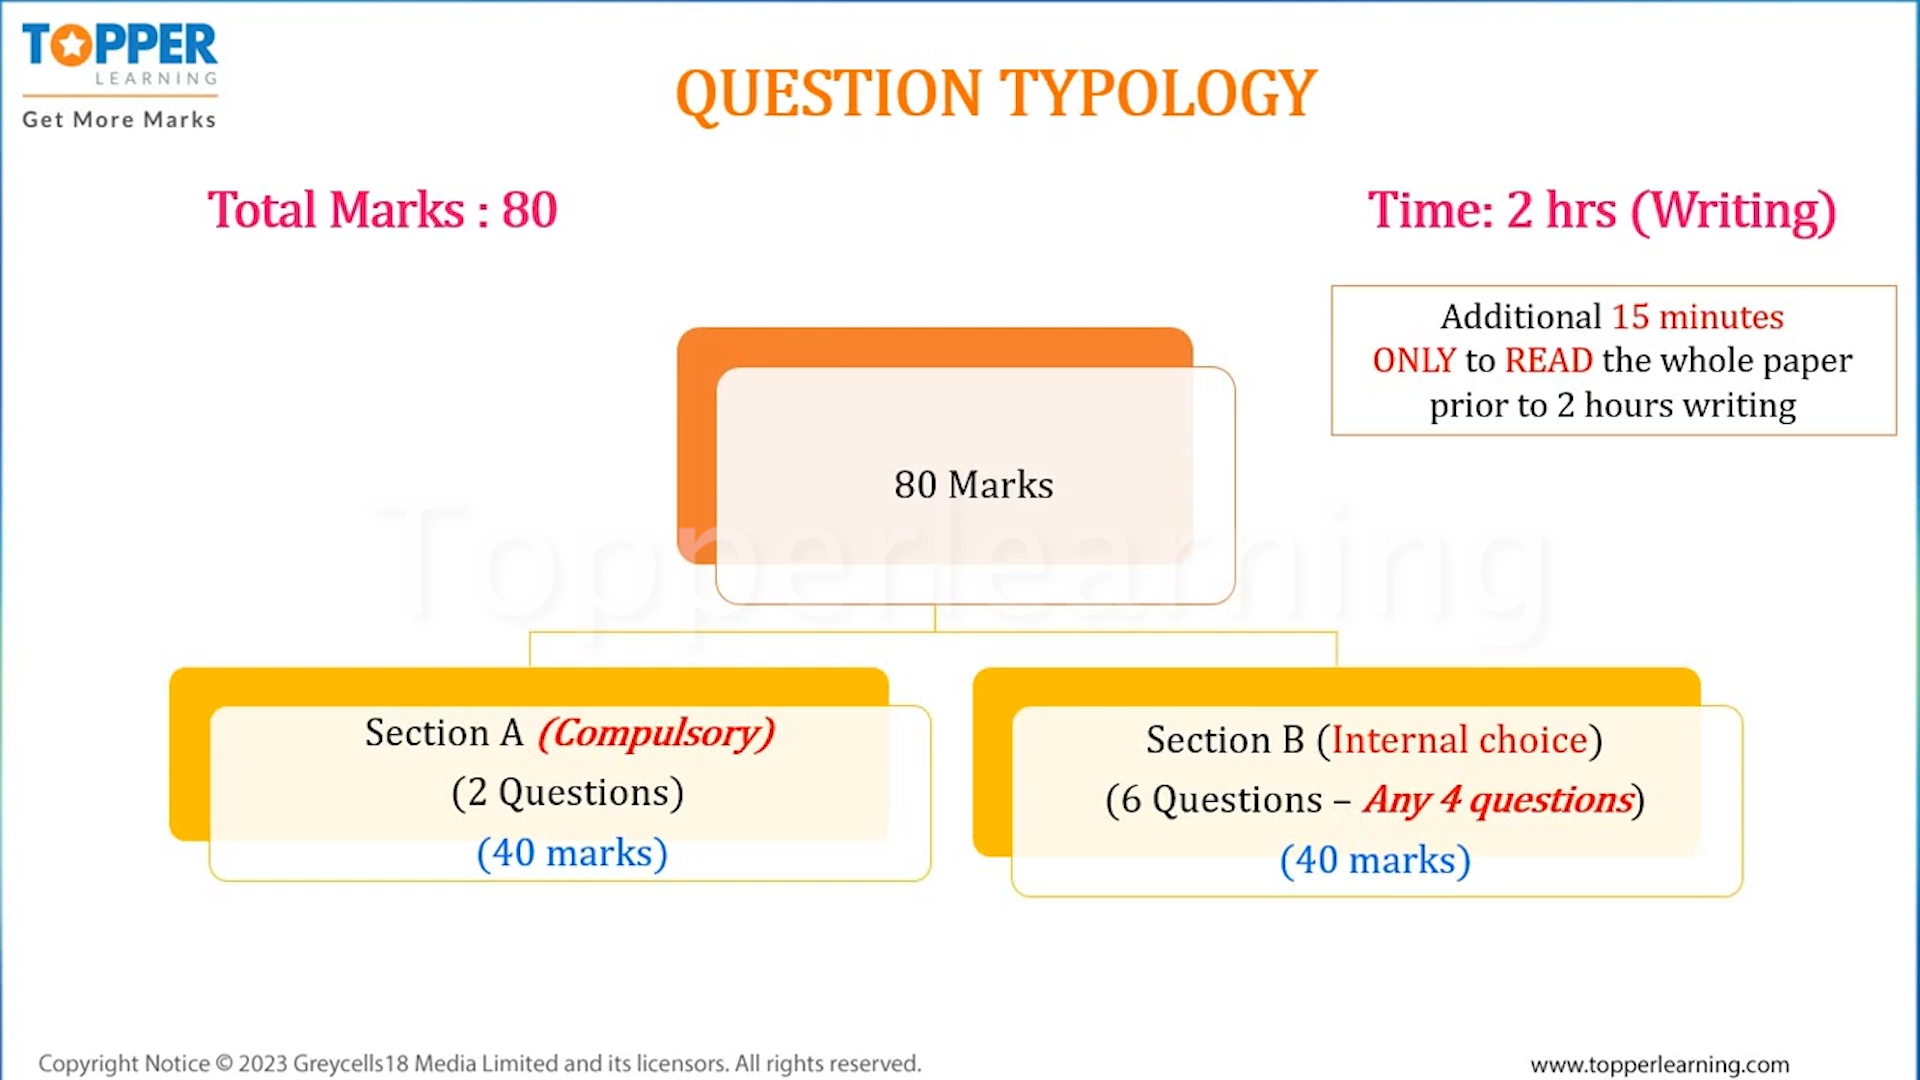 TOPPER
LEARNING
Get More Marks
QUESTION TYPOLOGY
Total Marks : 80
Time: 2 hrs (Writing)
Additional 15 minutes
ONLY to READ the whole paper
prior to 2 hours writing
80 Marks
Topperlearning
Section A (Compulsory)
(2 Questions)
(40 marks)
Section B (Internal choice)
(6 Questions – Any 4 questions)
(40 marks)
Copyright Notice © 2023 Greycells18 Media Limited and its licensors. All rights reserved.
www.topperlearning.com